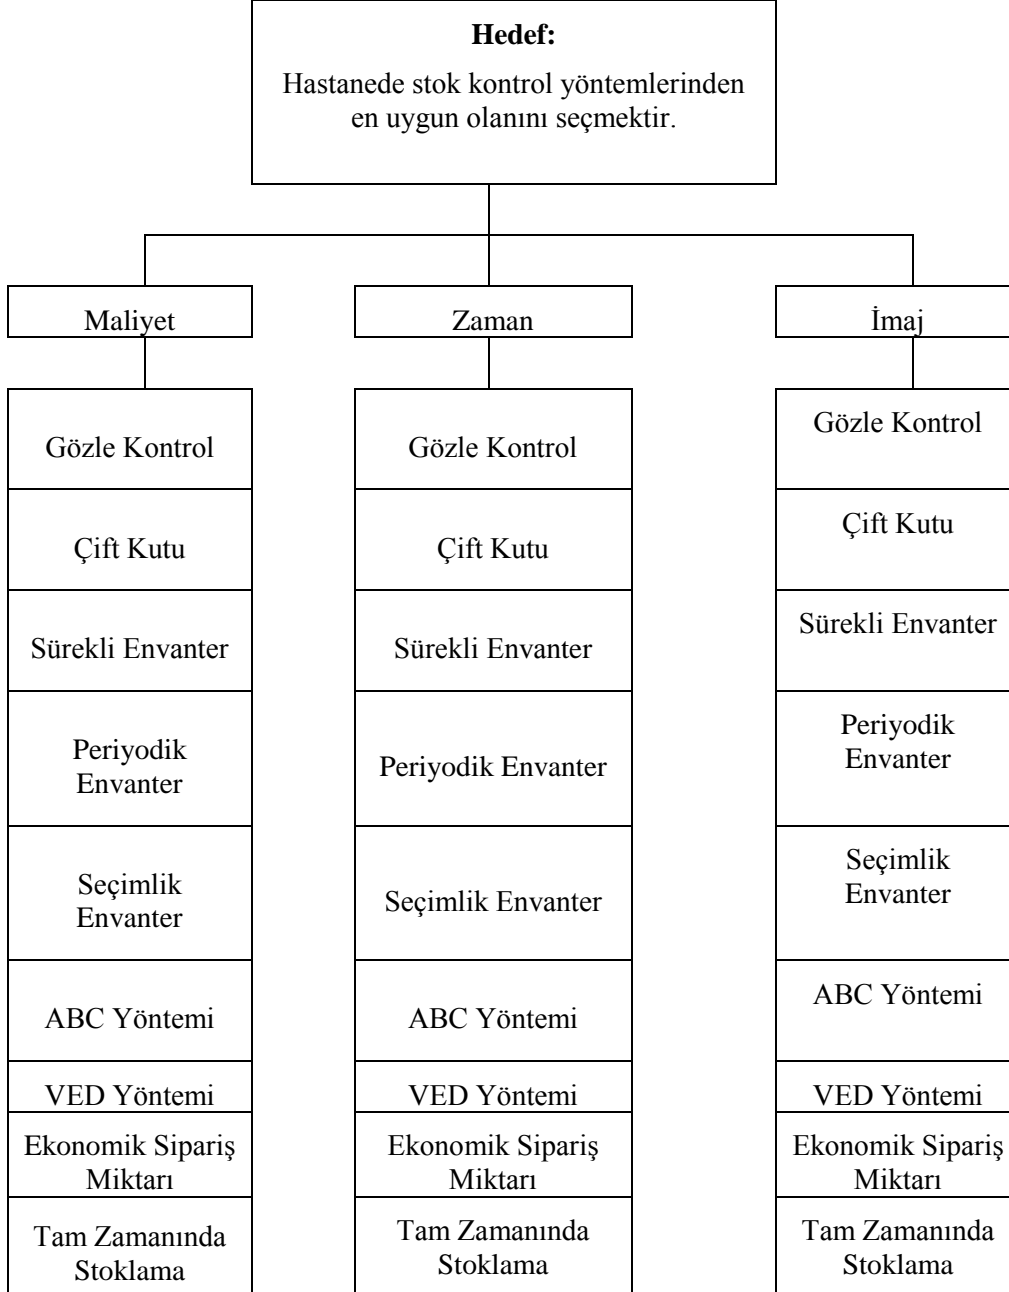 Hedef:
Hastanede stok kontrol yöntemlerinden
en uygun olanını seçmektir.
Maliyet
Zaman
İmaj
Gözle Kontrol
Gözle Kontrol
Gözle Kontrol
Çift Kutu
Çift Kutu
Çift Kutu
Sürekli Envanter
Sürekli Envanter
Sürekli Envanter
Periyodik
Envanter
Periyodik Envanter
Periyodik
Envanter
Seçimlik
Envanter
Seçimlik Envanter
Seçimlik
Envanter
ABC Yöntemi
ABC Yöntemi
ABC Yöntemi
VED Yöntemi
VED Yöntemi
VED Yöntemi
Ekonomik Sipariş
Miktarı
Ekonomik Sipariş
Miktarı
Ekonomik Sipariş
Miktarı
Tam Zamanında
Stoklama
Tam Zamanında
Stoklama
Tam Zamanında
Stoklama